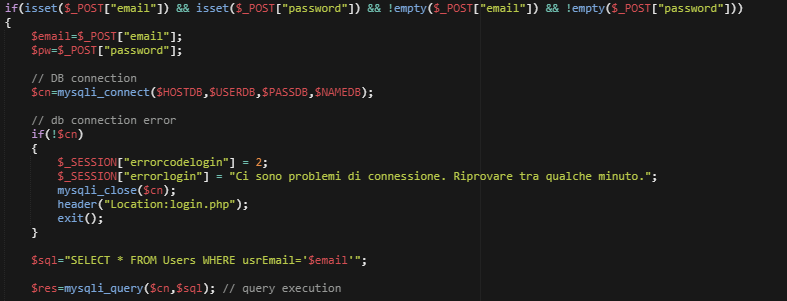 if(isset($_POST["email"]) && isset($_POST["password"]) && !empty($_POST["email"]) && !empty($_POST["password"]))
{
    $email=$_POST["email"];
    $pw=$_POST["password"];

    // DB connection
    $cn=mysqli_connect($HOSTDB,$USERDB,$PASSDB,$NAMEDB);

    // db connection error
    if(!$cn)
    {
        $_SESSION["errorcodelogin"] = 2;
        $_SESSION["errorlogin"] = "Ci sono problemi di connessione. Riprovare tra qualche minuto.";
        mysqli_close($cn);
        header("Location:login.php");
        exit();
    }

    $sql="SELECT * FROM Users WHERE usrEmail='$email'";

    $res=mysqli_query($cn,$sql); // query execution